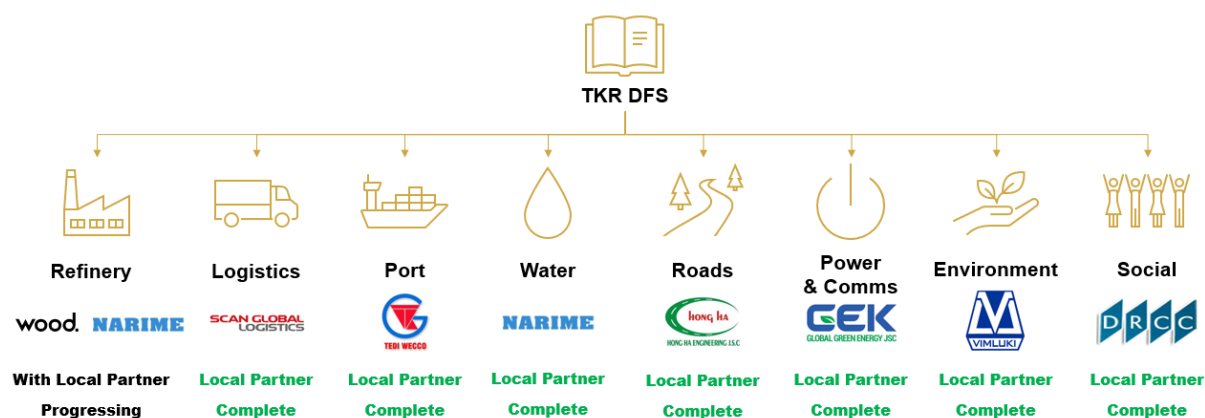 TKR DFS
Refinery
Logistics
Port
Water
Roads
Power
& Comms
Environment
Social
wood. NARIME
SCAN GLOBAL
LOGISTICS
TEDI WECCO
NARIME
HONG HA
HONG HA ENGINEERING J.S.C
GEK
GLOBAL GREEN ENERGY JSC
VIMLUKI
DRCC
With Local Partner
Progressing
Local Partner
Complete
Local Partner
Complete
Local Partner
Complete
Local Partner
Complete
Local Partner
Complete
Local Partner
Complete
Local Partner
Complete